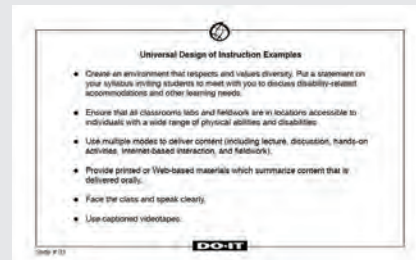 Universal Design of Instruction Examples
● Create an environment that respects and values diversity. Put a statement on
your syllabus inviting students to meet with you to discuss disability-related
accommodations and other learning needs.
● Ensure that all classrooms labs and fieldwork are in locations accessible to
individuals with a wide range of physical abilities and disabilities.
● Use multiple modes to deliver content (including lecture, discussion, hands-on
activities, Internet-based interaction, and fieldwork).
● Provide printed or Web-based materials which summarize content that is
delivered orally.
● Face the class and speak clearly.
● Use captioned videotapes.
DO-IT